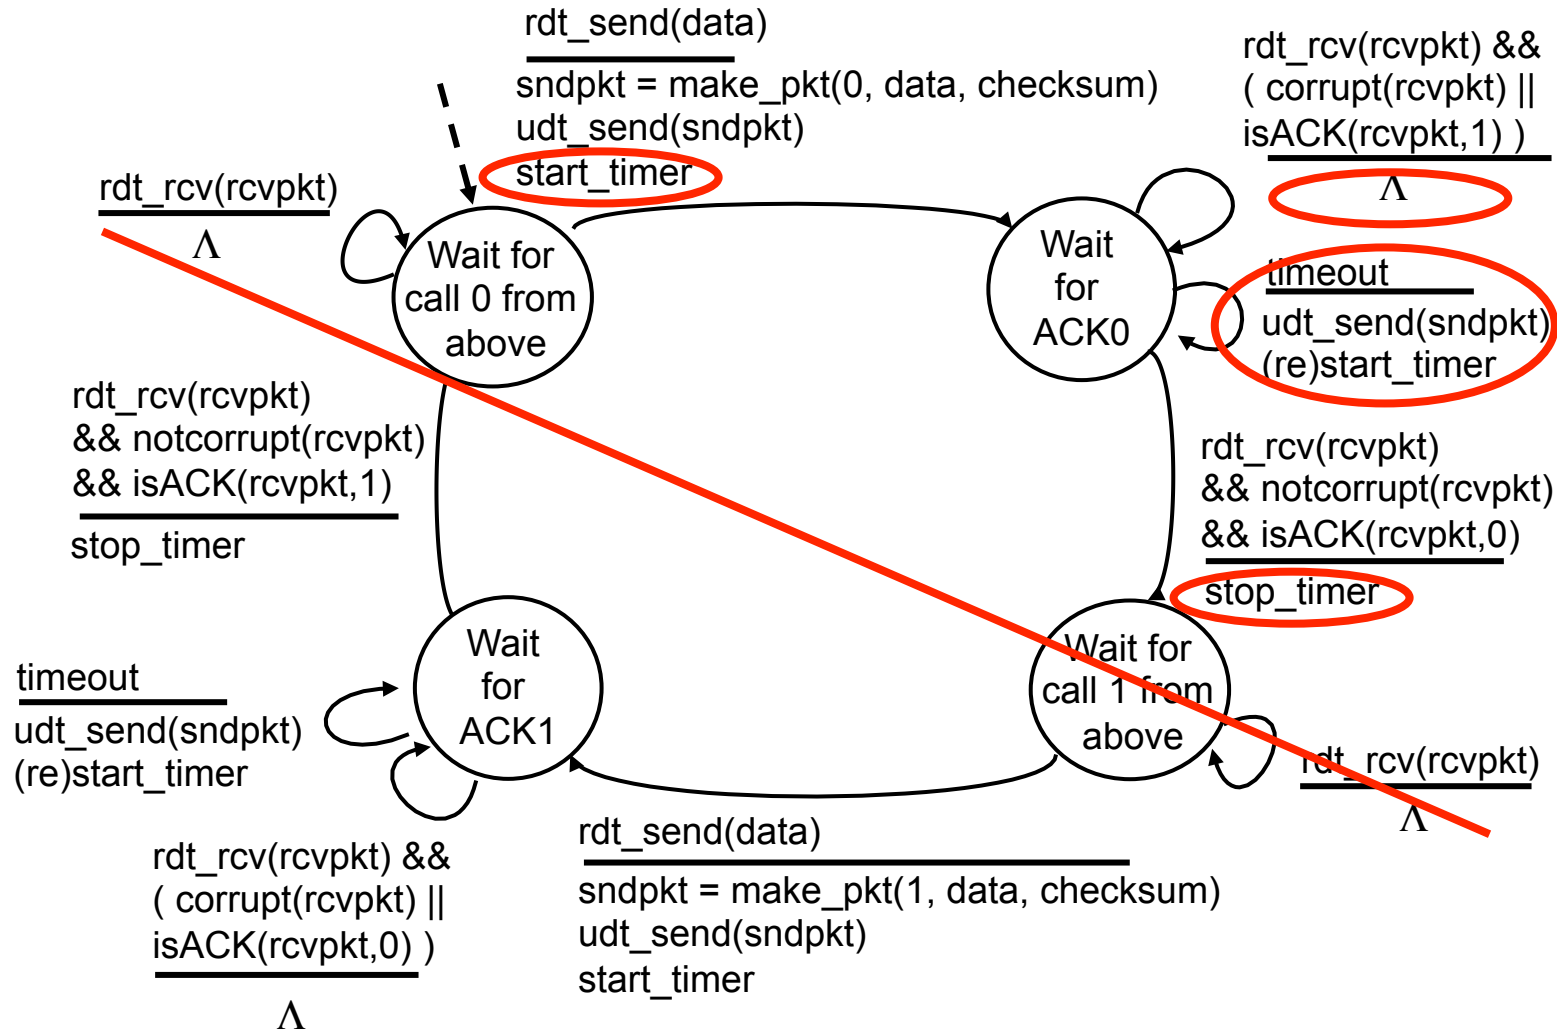 rdt_send(data)
sndpkt = make_pkt(0, data, checksum)
udt_send(sndpkt)
start_timer
rdt_rcv(rcvpkt) &&
( corrupt(rcvpkt) ||
isACK(rcvpkt,1) )
Λ
rdt_rcv(rcvpkt)
Λ
Wait for
call 0 from
above
Wait
for
ACK0
timeout
udt_send(sndpkt)
(re)start_timer
rdt_rcv(rcvpkt)
&& notcorrupt(rcvpkt)
&& isACK(rcvpkt,1)
stop_timer
rdt_rcv(rcvpkt)
&& notcorrupt(rcvpkt)
&& isACK(rcvpkt,0)
stop_timer
Wait
for
ACK1
Wait for
call 1 from
above
timeout
udt_send(sndpkt)
(re)start_timer
rdt_rcv(rcvpkt)
Λ
rdt_rcv(rcvpkt) &&
( corrupt(rcvpkt) ||
isACK(rcvpkt,0) )
Λ
rdt_send(data)
sndpkt = make_pkt(1, data, checksum)
udt_send(sndpkt)
start_timer